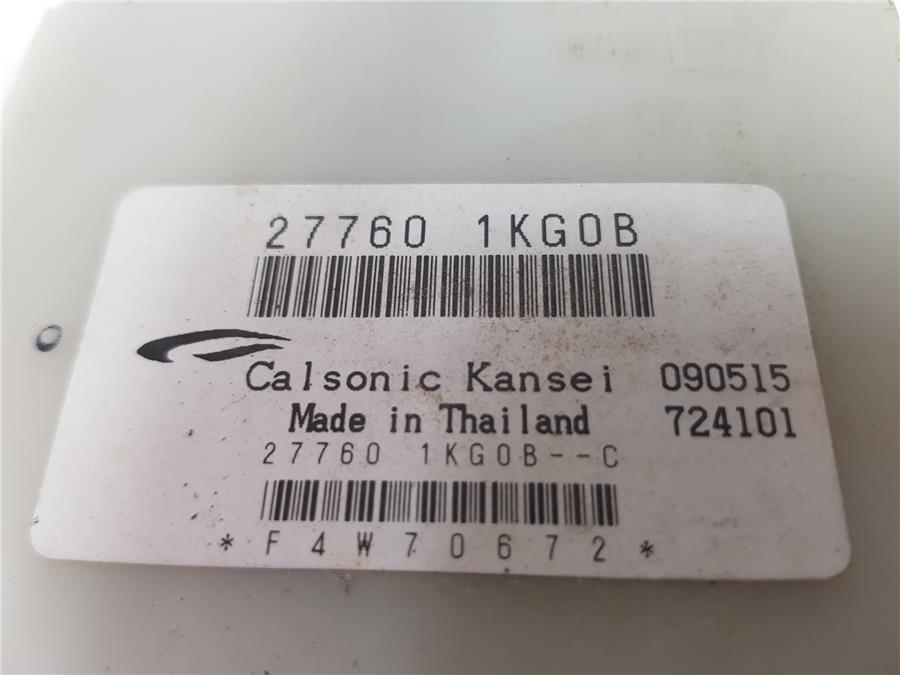 27760 1KG0B
Calsonic Kansei 090515
Made in Thailand 724101
27760 1KG0B--C
*F4W70672*